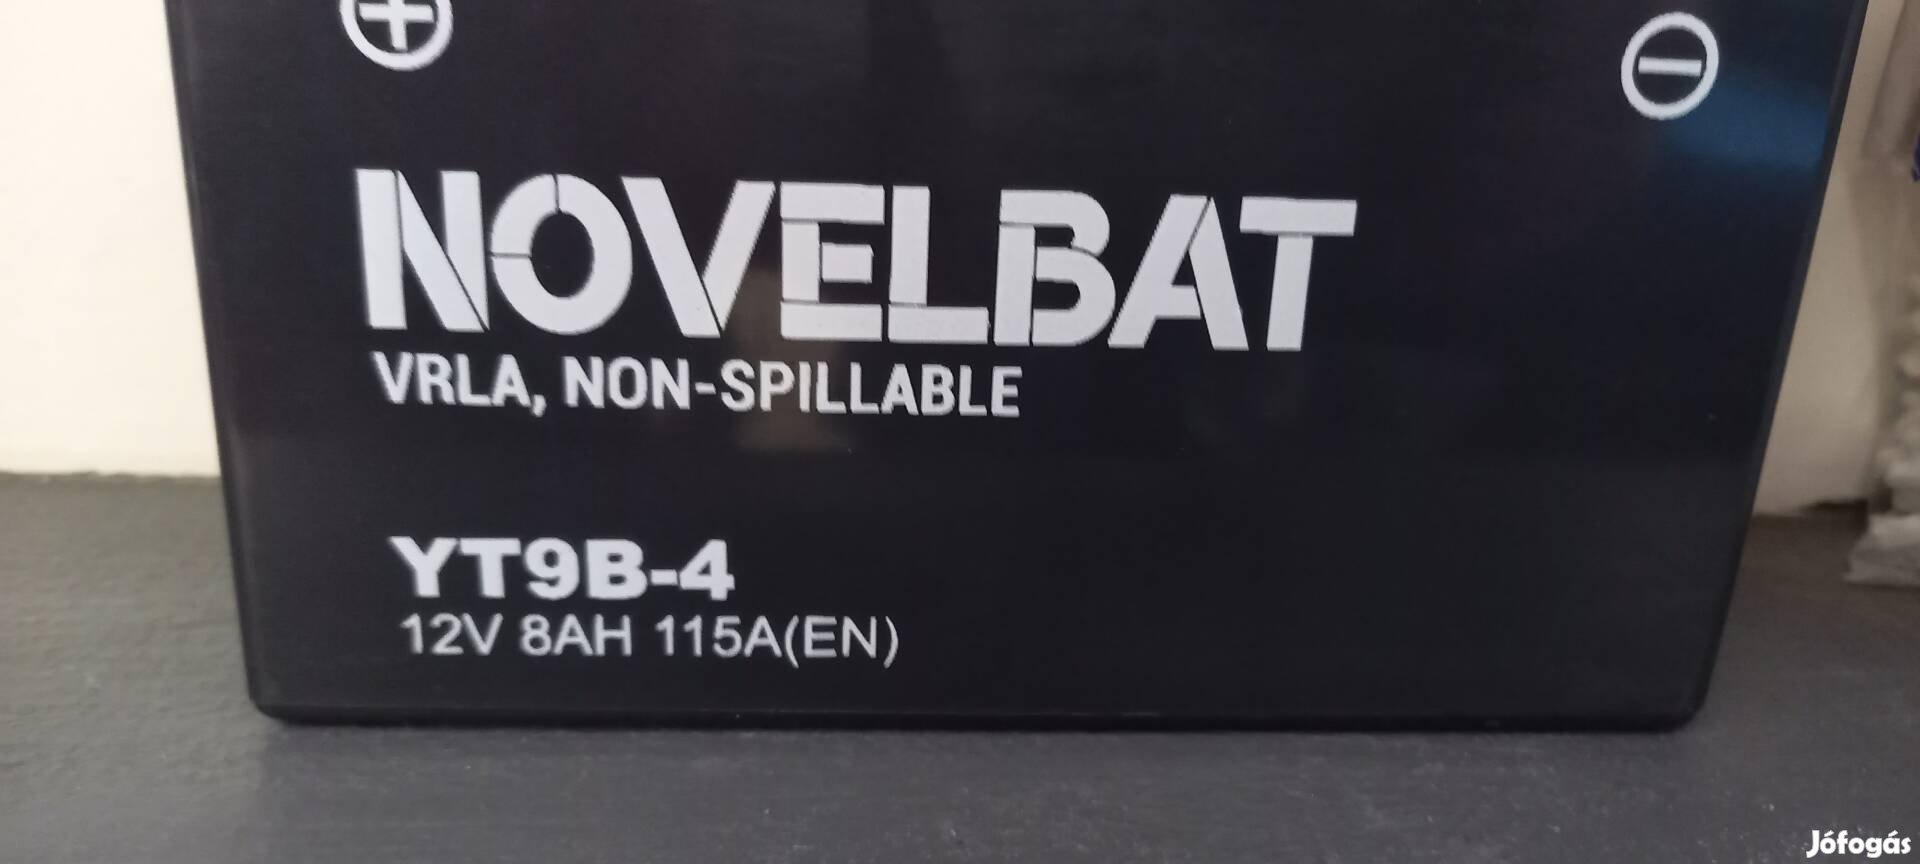 + -
NOVELBAT
VRLA, NON-SPILLABLE
YT9B-4
12V 8AH 115A(EN)
Jófogás